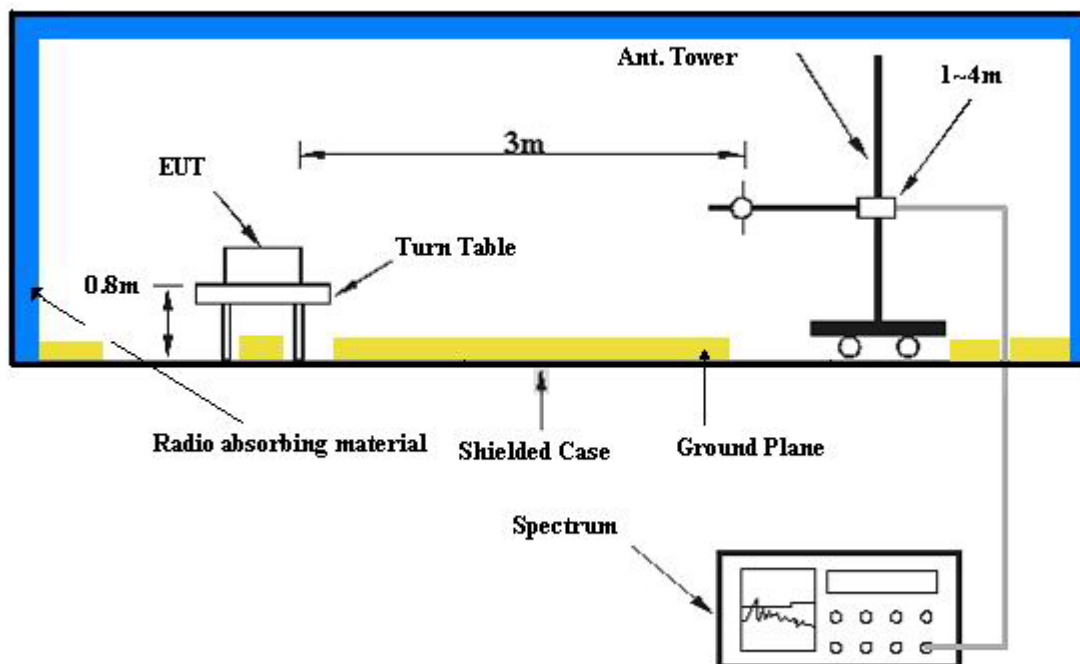 Ant. Tower
1~4m
3m
EUT
Turn Table
0.8m
Radio absorbing material
Shielded Case
Ground Plane
Spectrum